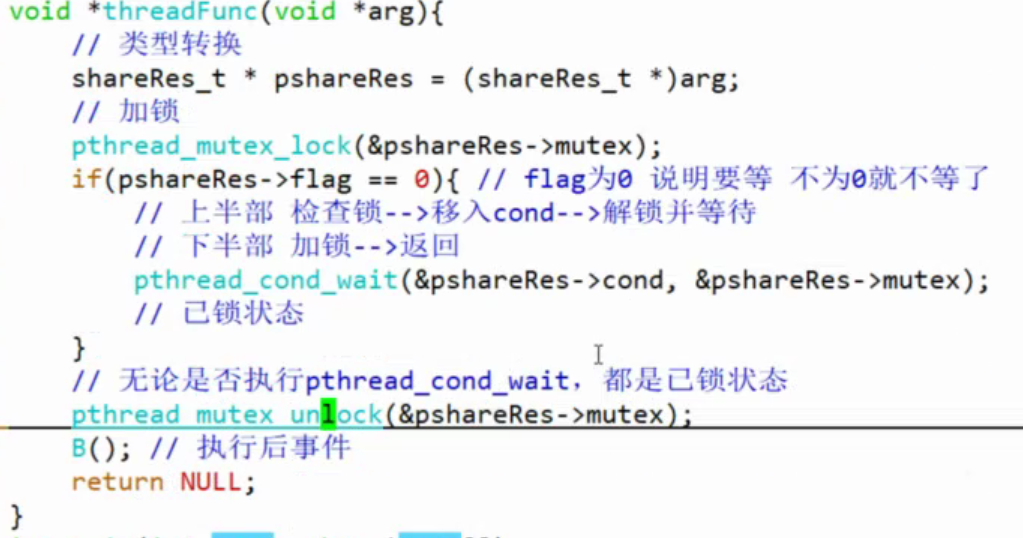 void *threadFunc(void *arg){
// 类型转换
shareRes_t * pshareRes = (shareRes_t *)arg;
// 加锁
pthread_mutex_lock(&pshareRes->mutex);
if(pshareRes->flag == 0){ // flag为0 说明要等 不为0就不等了
// 上半部 检查锁-->移入cond-->解锁并等待
// 下半部 加锁-->返回
pthread_cond_wait(&pshareRes->cond, &pshareRes->mutex);
// 已锁状态
}
// 无论是否执行pthread_cond_wait，都是已锁状态
pthread_mutex_unlock(&pshareRes->mutex);
B(); // 执行后事件
return NULL;
}